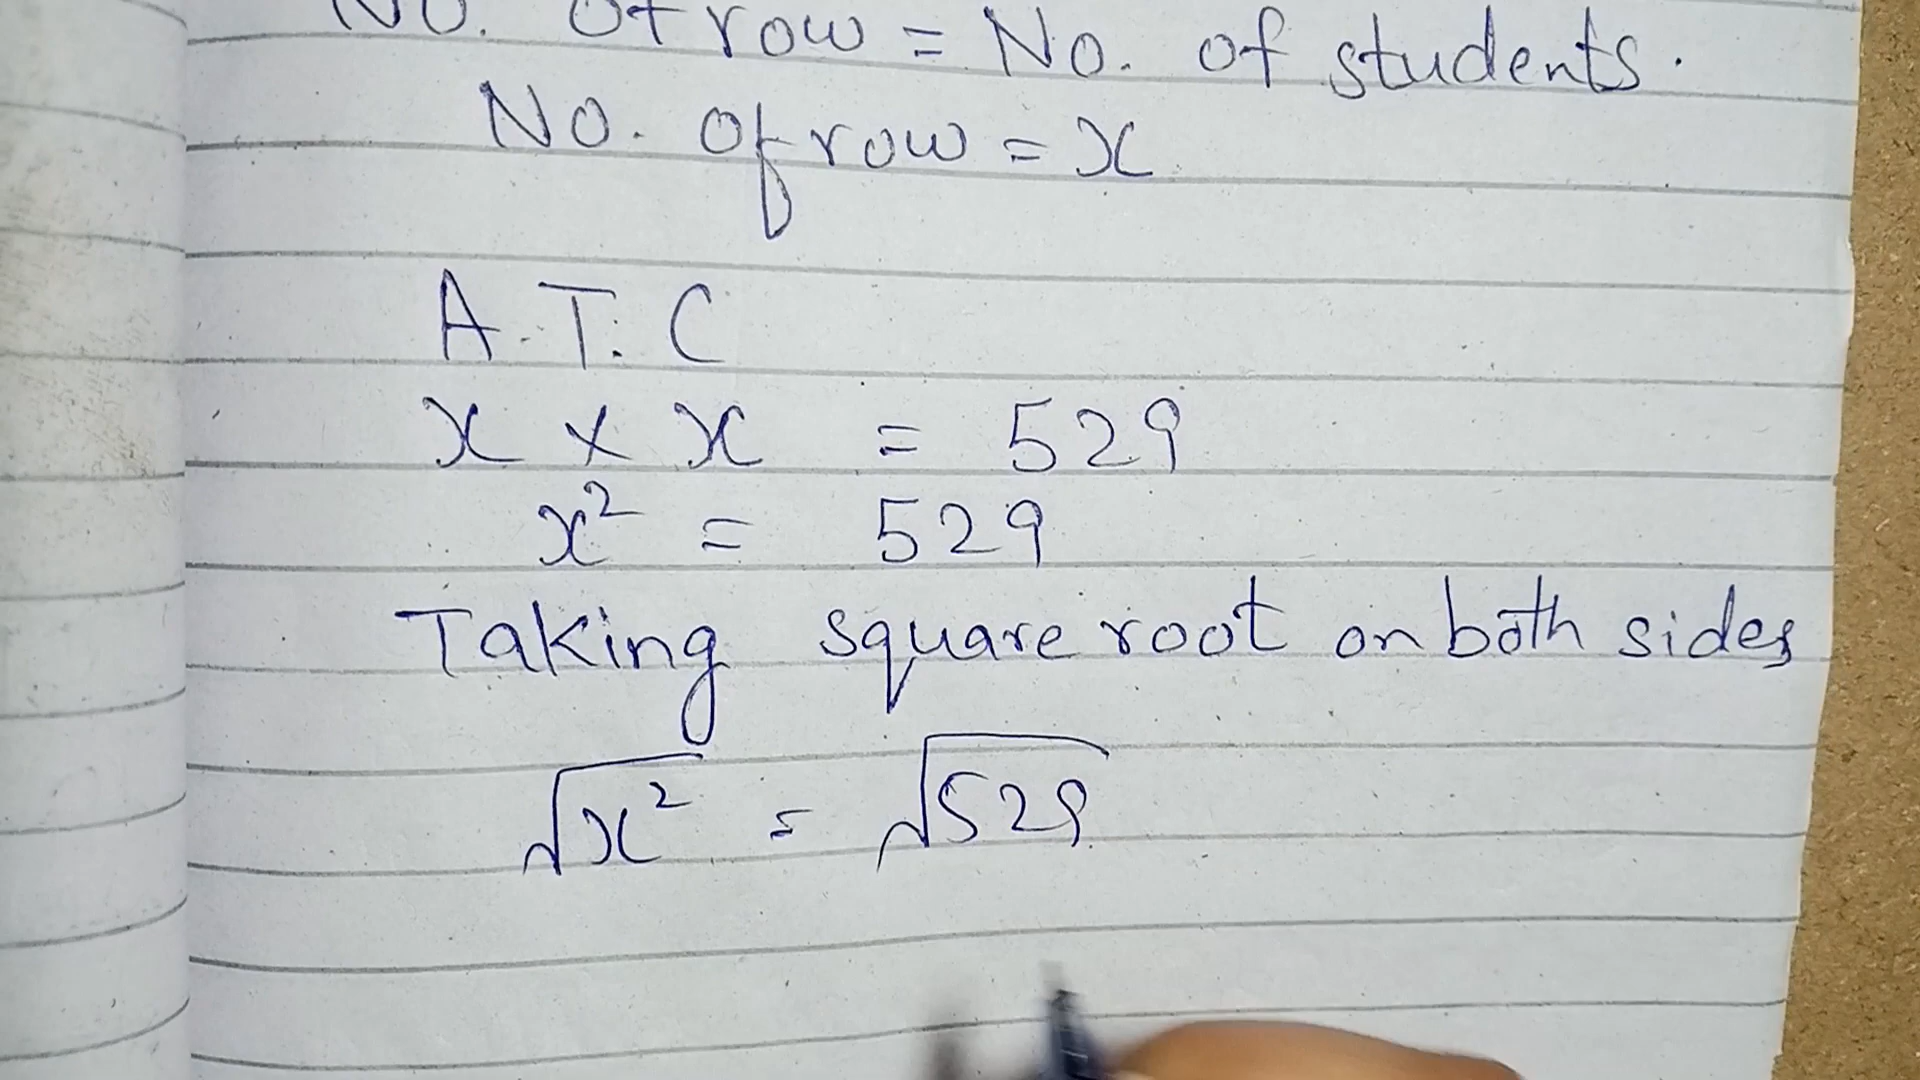 No. of row = No. of students.
No. of row = x
A.T.C
x × x = 529
x² = 529
Taking square root on both sides
√x² = √529